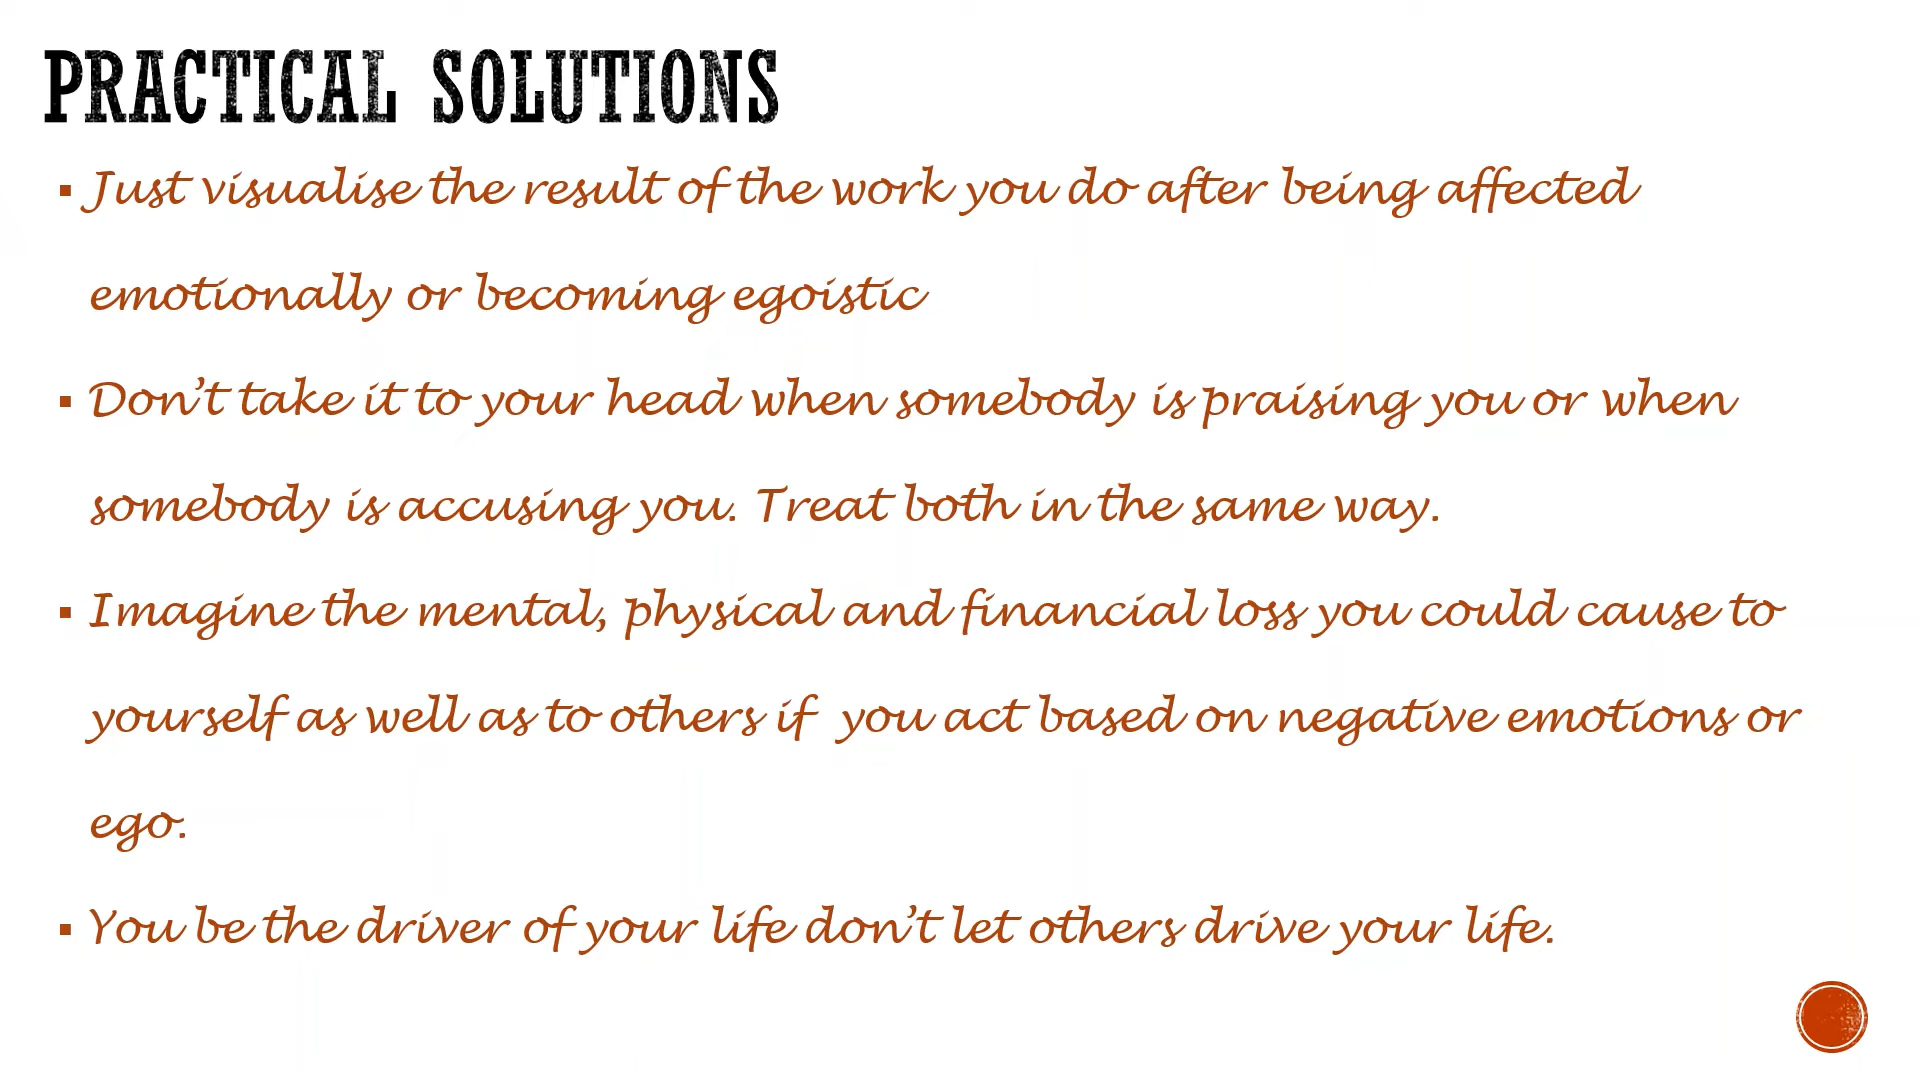 PRACTICAL SOLUTIONS
▪ Just visualise the result of the work you do after being affected
emotionally or becoming egoistic
▪ Don’t take it to your head when somebody is praising you or when
somebody is accusing you. Treat both in the same way.
▪ Imagine the mental, physical and financial loss you could cause to
yourself as well as to others if you act based on negative emotions or
ego.
▪ You be the driver of your life don’t let others drive your life.